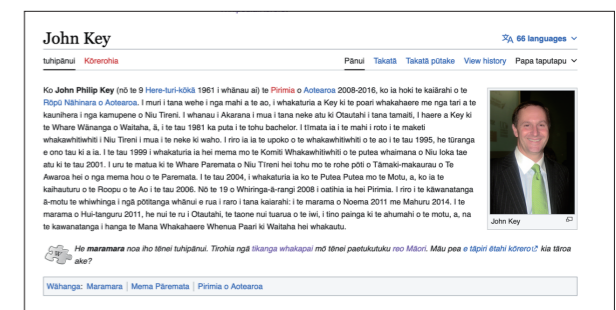 John Key
66 languages
tuhipānui Kōrerohia
Pānui Takatā Takatā pūtake View history Papa taputapu
Ko John Philip Key (nō te 9 Here-turi-kōkā 1961 i whānau ai) te Pirimia o Aotearoa 2008-2016, ko ia hoki te kaiārahi o te
Rōpū Nāhinara o Aotearoa. I muri i tana wehe i nga mahi a te ao, i whakaturia a Key ki te poari whakahaere me nga tari a te
kaunihera i nga kamupene o Niu Tireni. I whanau i Akarana i mua i tana neke atu ki Otautahi i tana tamaiti, I haere a Key ki
te Whare Wānanga o Waitaha, ā, i te tau 1981 ka puta i te tohu bachelor. I tīmata ia i te mahi i roto i te maketi
whakawhitiwhiti i Niu Tireni i mua i te neke ki waho. I riro ia ia te upoko o te whakawhitiwhiti o te ao i te tau 1995, he tūranga
e ono tau ki a ia. I te tau 1999 i whakaturia ia hei mema mo te Komiti Whakawhitiwhiti o te putea whaimana o Niu Ioka tae
atu ki te tau 2001. I uru te matua ki te Whare Paremata o Niu Tīreni hei tohu mo te rohe pōti o Tāmaki-makaurau o Te
Awaroa hei o nga mema hou o te Paremata. I te tau 2004, i whakaturia ia ko te Putea Putea mo te Motu, a, ko ia te
kaihauturu o te Roopu o te Ao i te tau 2006. Nō te 19 o Whiringa-ā-rangi 2008 i oatihia ia hei Pirimia. I riro i te kāwanatanga
ā-motu te whiwhinga i ngā pōtitanga whānui e rua i raro i tana kaiarahi: i te marama o Noema 2011 me Mahuru 2014. I te
marama o Hui-tanguru 2011, he nui te ru i Otautahi, te taone nui tuarua o te iwi, i tino painga ki te ahumahi o te motu, a, na
te kawanatanga i hanga te Mana Whakahaere Whenua Paari ki Waitaha hei whakautu.
John Key
He maramara noa iho tēnei tuhipānui. Tirohia ngā tikanga whakapai mō tēnei paetukutuku reo Māori. Māu pea e tāpiri ētahi kōrero kia tāroa
ake?
Wāhanga: Maramara | Mema Pāremata | Pirimia o Aotearoa